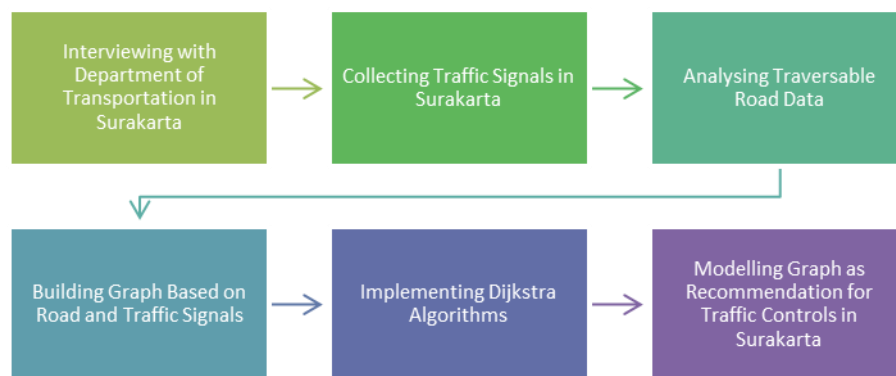 Interviewing with
Department of
Transportation in
Surakarta
Collecting Traffic Signals in
Surakarta
Analysing Traversable
Road Data
Building Graph Based on
Road and Traffic Signals
Implementing Dijkstra
Algorithms
Modelling Graph as
Recommendation for
Traffic Controls in
Surakarta